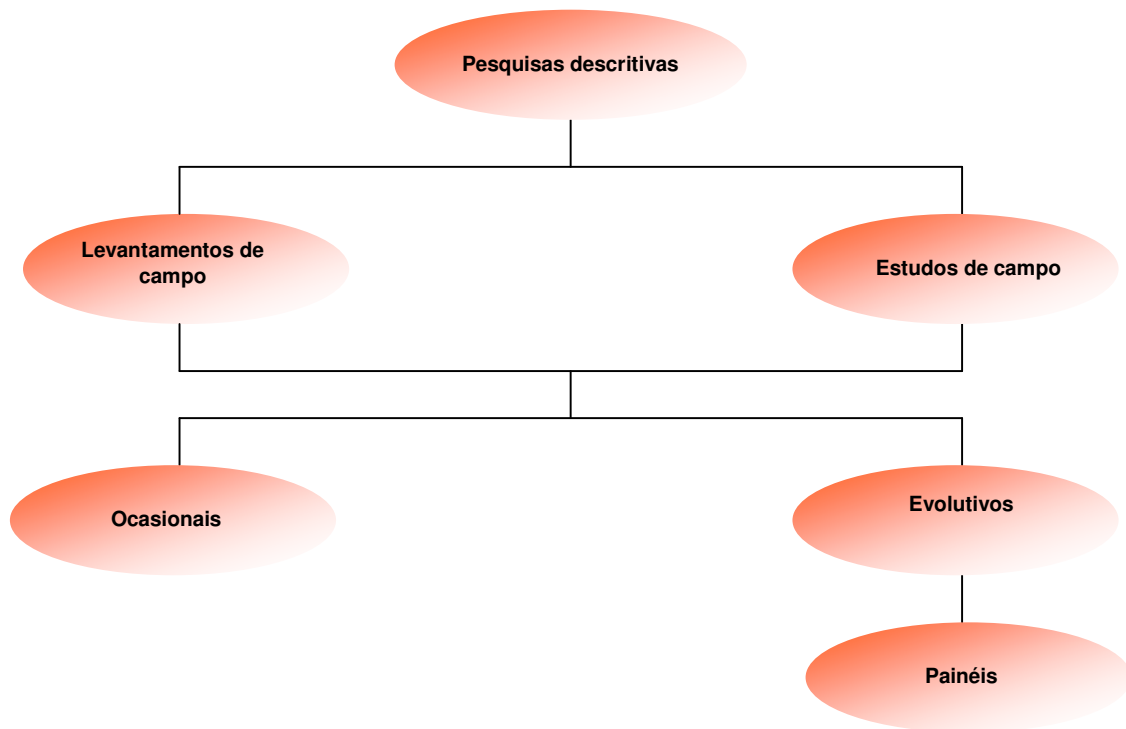 Pesquisas descritivas
Levantamentos de
campo
Estudos de campo
Ocasionais
Evolutivos
Painéis